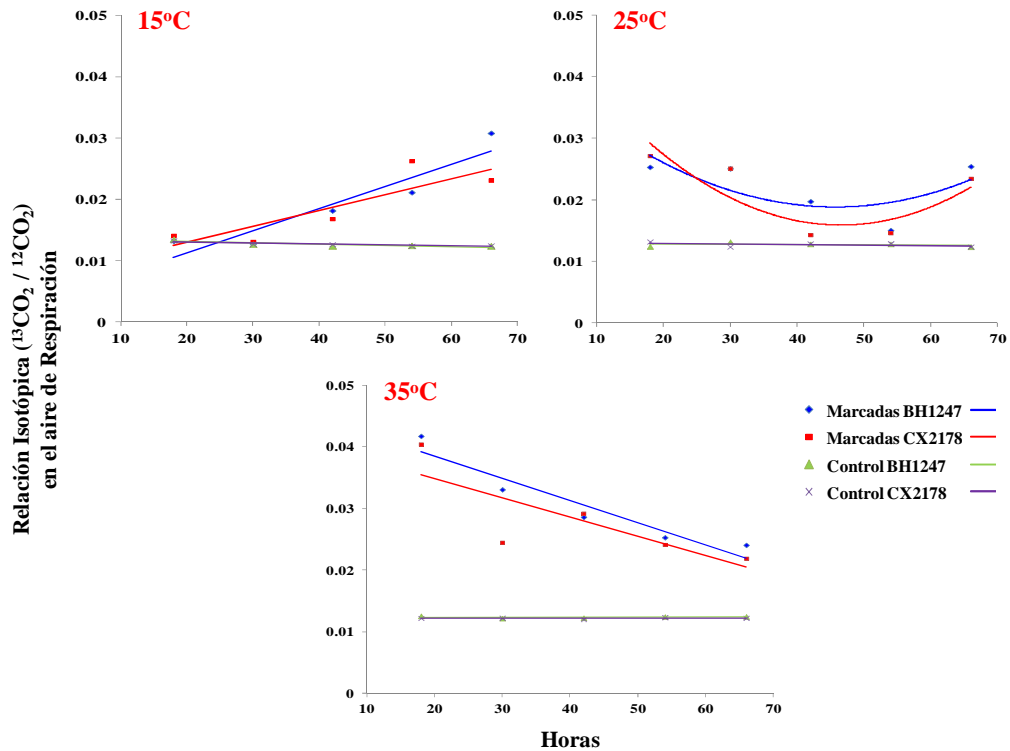 15°C
0.05
0.04
0.03
0.02
0.01
0
10 20 30 40 50 60 70
25°C
0.05
0.04
0.03
0.02
0.01
0
10 20 30 40 50 60 70
Relación Isotópica (¹³CO₂ / ¹²CO₂)
en el aire de Respiración
35°C
0.05
0.04
0.03
0.02
0.01
0
10 20 30 40 50 60 70
Marcadas BH1247
Marcadas CX2178
Control BH1247
Control CX2178
Horas